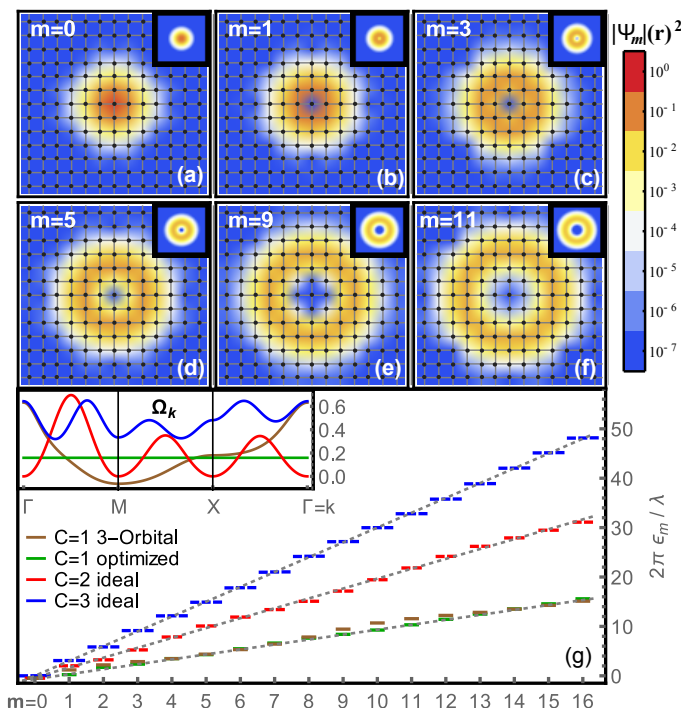 m=0
m=1
m=3
|Ψm|(r)²
(a)
(b)
(c)
10⁰
10⁻¹
10⁻²
10⁻³
10⁻⁴
10⁻⁵
10⁻⁶
10⁻⁷
m=5
m=9
m=11
(d)
(e)
(f)
Ωk
0.6
0.4
0.2
0.0
Γ
M
X
Γ=k
C=1 3-Orbital
C=1 optimized
C=2 ideal
C=3 ideal
50
40
30
20
10
0
2π ϵm / λ
(g)
m=0 1 2 3 4 5 6 7 8 9 10 11 12 13 14 15 16